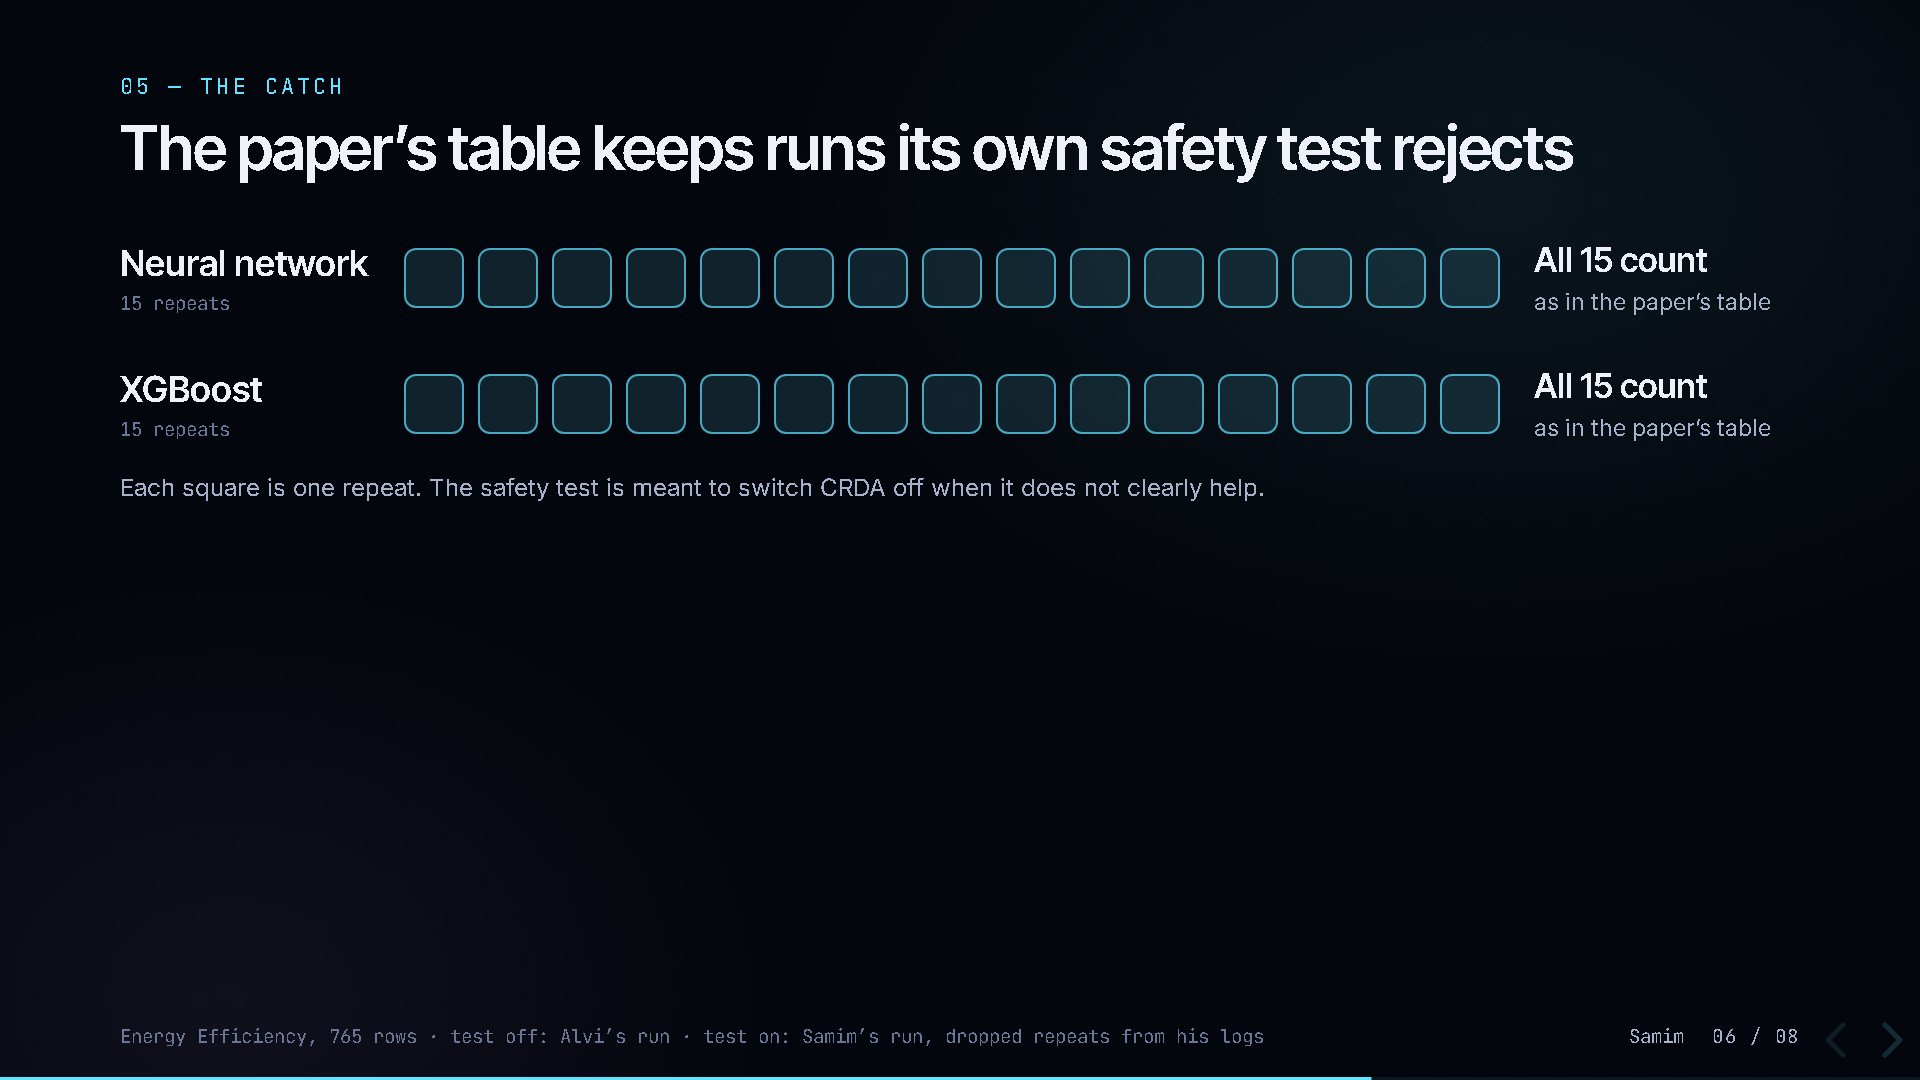 05 — THE CATCH
The paper’s table keeps runs its own safety test rejects
Neural network
15 repeats
All 15 count
as in the paper’s table
XGBoost
15 repeats
All 15 count
as in the paper’s table
Each square is one repeat. The safety test is meant to switch CRDA off when it does not clearly help.
Energy Efficiency, 765 rows · test off: Alvi’s run · test on: Samim’s run, dropped repeats from his logs
Samim 06 / 08